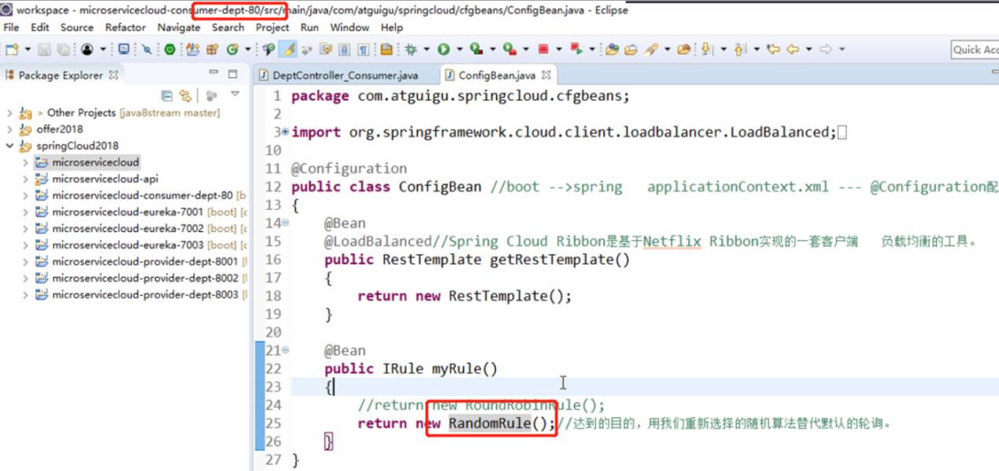 workspace - microservicecloud-consumer-dept-80/src/main/java/com/atguigu/springcloud/cfgbeans/ConfigBean.java - Eclipse
File Edit Source Refactor Navigate Search Project Run Window Help
Quick Acc
Package Explorer
DeptController_Consumer.java
ConfigBean.java
> Other Projects [java8stream master]
offer2018
springCloud2018
microservicecloud
microservicecloud-api
microservicecloud-consumer-dept-80 [b
microservicecloud-eureka-7001 [boot] [c
microservicecloud-eureka-7002 [boot] [c
microservicecloud-eureka-7003 [boot] [c
microservicecloud-provider-dept-8001 [
microservicecloud-provider-dept-8002 [
microservicecloud-provider-dept-8003 [
1 package com.atguigu.springcloud.cfgbeans;
2
3 import org.springframework.cloud.client.loadbalancer.LoadBalanced;
10
11 @Configuration
12 public class ConfigBean //boot -->spring applicationContext.xml --- @Configuration配
13 {
14 @Bean
15 @LoadBalanced//Spring Cloud Ribbon是基于Netflix Ribbon实现的一套客户端 负载均衡的工具。
16 public RestTemplate getRestTemplate()
17 {
18 return new RestTemplate();
19 }
20
21 @Bean
22 public IRule myRule()
23 {
24 //return new RoundRobinRule();
25 return new RandomRule();//达到的目的，用我们重新选择的随机算法替代默认的轮询。
26 }
27 }